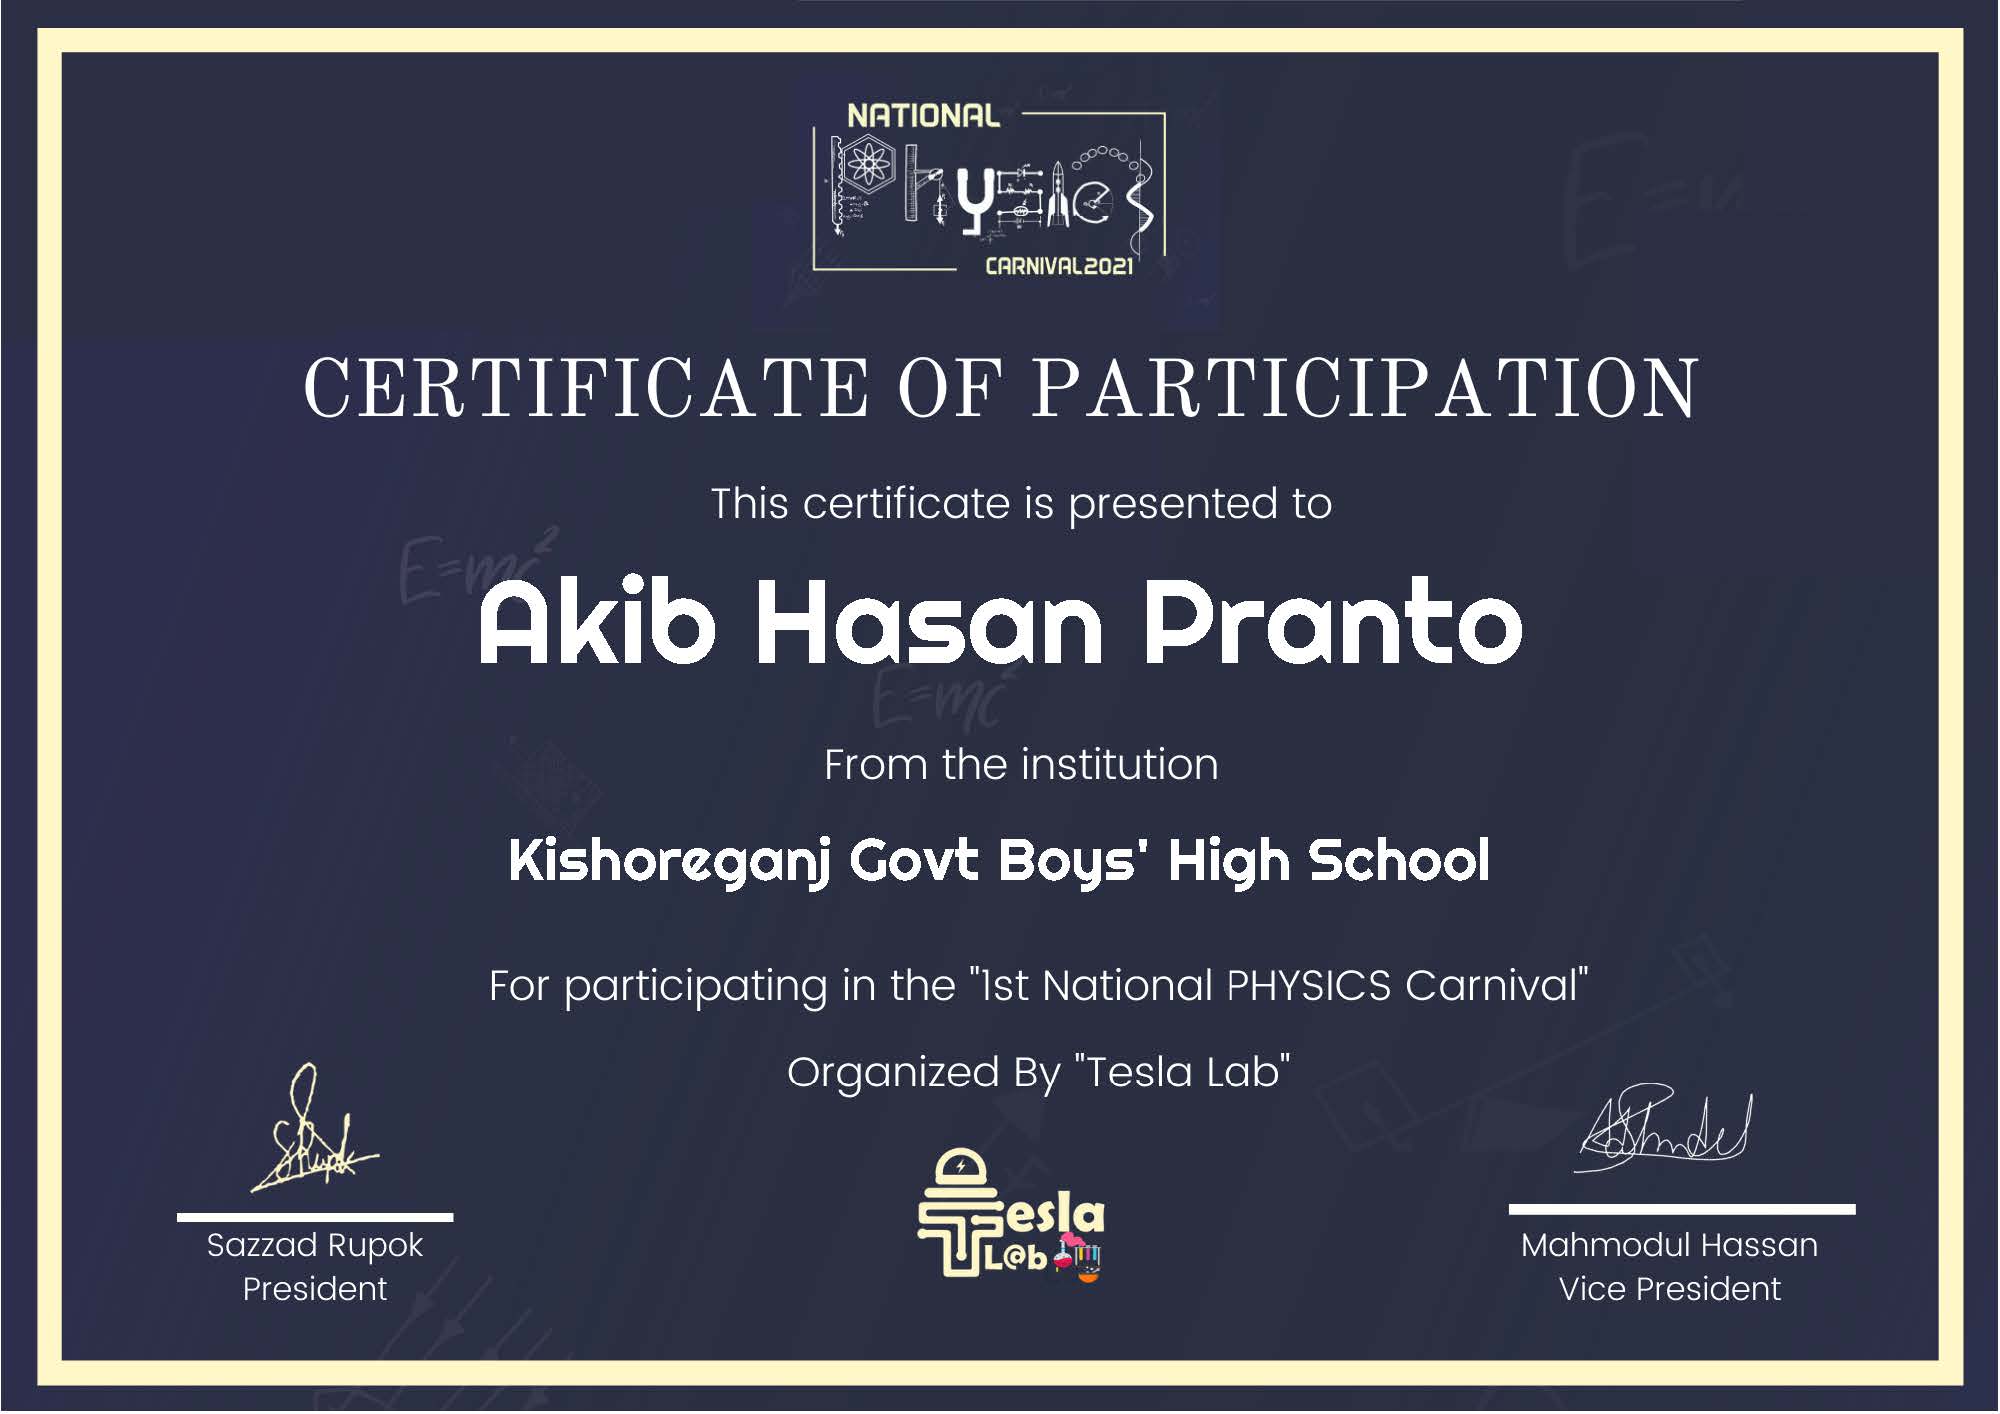 NATIONAL
Physics
CARNIVAL2021
CERTIFICATE OF PARTICIPATION
This certificate is presented to
E=mc²
Akib Hasan Pranto
E=mc²
From the institution
Kishoreganj Govt Boys' High School
For participating in the "1st National PHYSICS Carnival"
Organized By "Tesla Lab"
Tesla
L@b
Sazzad Rupok
President
Mahmodul Hassan
Vice President